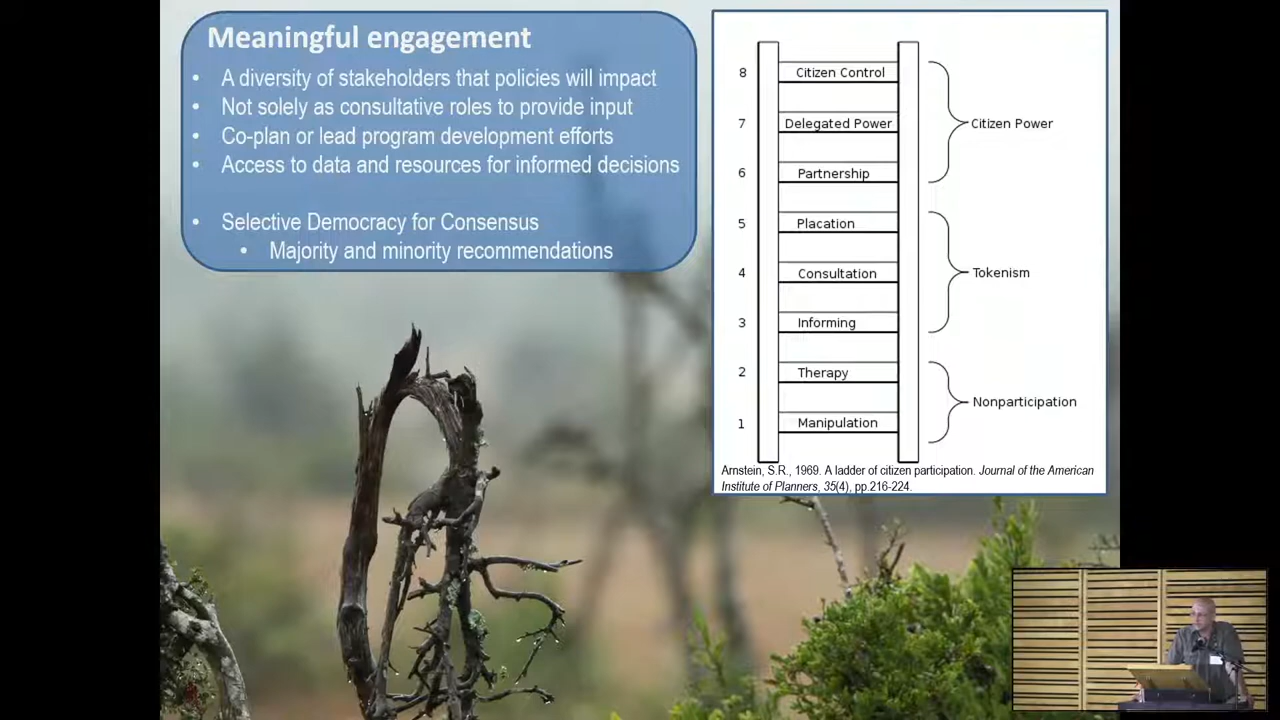 Meaningful engagement
• A diversity of stakeholders that policies will impact
• Not solely as consultative roles to provide input
• Co-plan or lead program development efforts
• Access to data and resources for informed decisions
• Selective Democracy for Consensus
• Majority and minority recommendations
8 Citizen Control
7 Delegated Power
Citizen Power
6 Partnership
5 Placation
4 Consultation
Tokenism
3 Informing
2 Therapy
Nonparticipation
1 Manipulation
Arnstein, S.R., 1969. A ladder of citizen participation. Journal of the American
Institute of Planners, 35(4), pp.216-224.